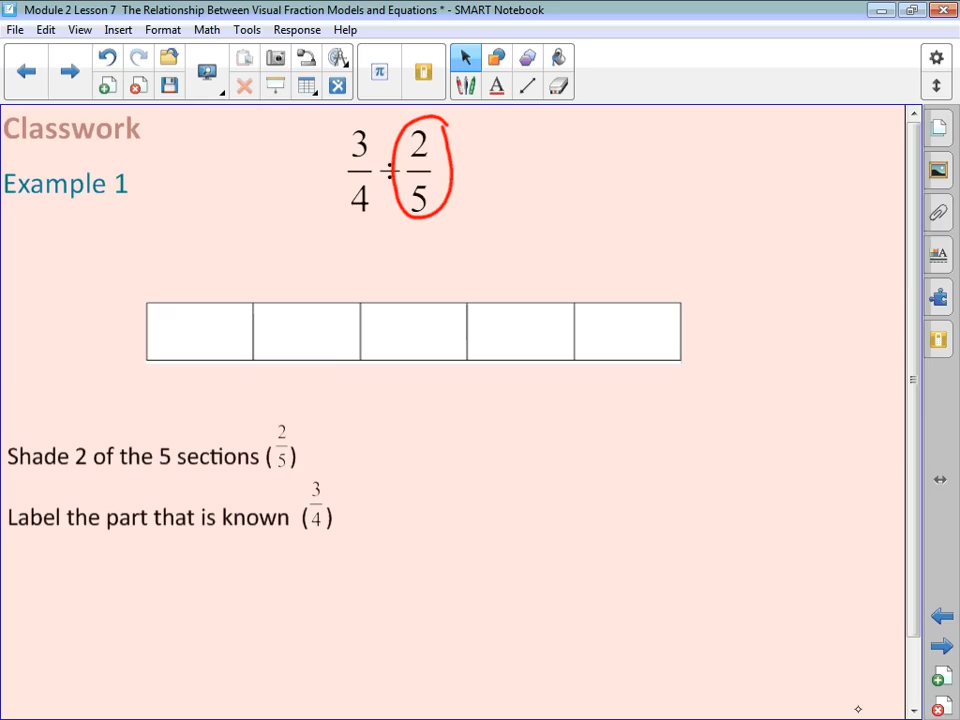 Module 2 Lesson 7  The Relationship Between Visual Fraction Models and Equations * - SMART Notebook
File Edit View Insert Format Math Tools Response Help
Classwork
3/4 ÷ 2/5
Example 1
Shade 2 of the 5 sections (2/5)
Label the part that is known (3/4)